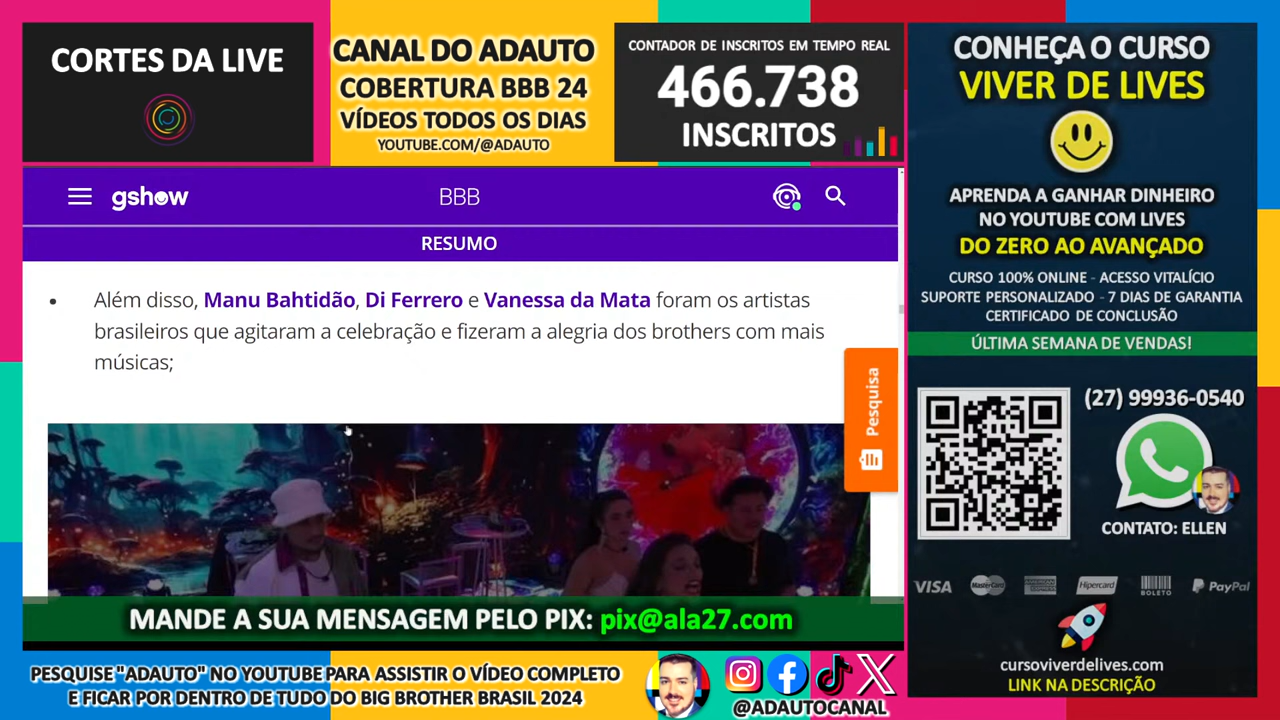 CORTES DA LIVE
CANAL DO ADAUTO
COBERTURA BBB 24
VÍDEOS TODOS OS DIAS
YOUTUBE.COM/@ADAUTO
CONTADOR DE INSCRITOS EM TEMPO REAL
466.738
INSCRITOS
CONHEÇA O CURSO
VIVER DE LIVES
APRENDA A GANHAR DINHEIRO
NO YOUTUBE COM LIVES
DO ZERO AO AVANÇADO
CURSO 100% ONLINE - ACESSO VITALÍCIO
SUPORTE PERSONALIZADO - 7 DIAS DE GARANTIA
CERTIFICADO DE CONCLUSÃO
ÚLTIMA SEMANA DE VENDAS!
(27) 99936-0540
CONTATO: ELLEN
VISA MasterCard AMERICAN EXPRESS Hipercard BOLETO PayPal
cursoviverdelives.com
LINK NA DESCRIÇÃO
gshow
BBB
RESUMO
• Além disso, Manu Bahtidão, Di Ferrero e Vanessa da Mata foram os artistas
brasileiros que agitaram a celebração e fizeram a alegria dos brothers com mais
músicas;
Pesquisa
MANDE A SUA MENSAGEM PELO PIX: pix@ala27.com
PESQUISE "ADAUTO" NO YOUTUBE PARA ASSISTIR O VÍDEO COMPLETO
E FICAR POR DENTRO DE TUDO DO BIG BROTHER BRASIL 2024
@ADAUTOCANAL